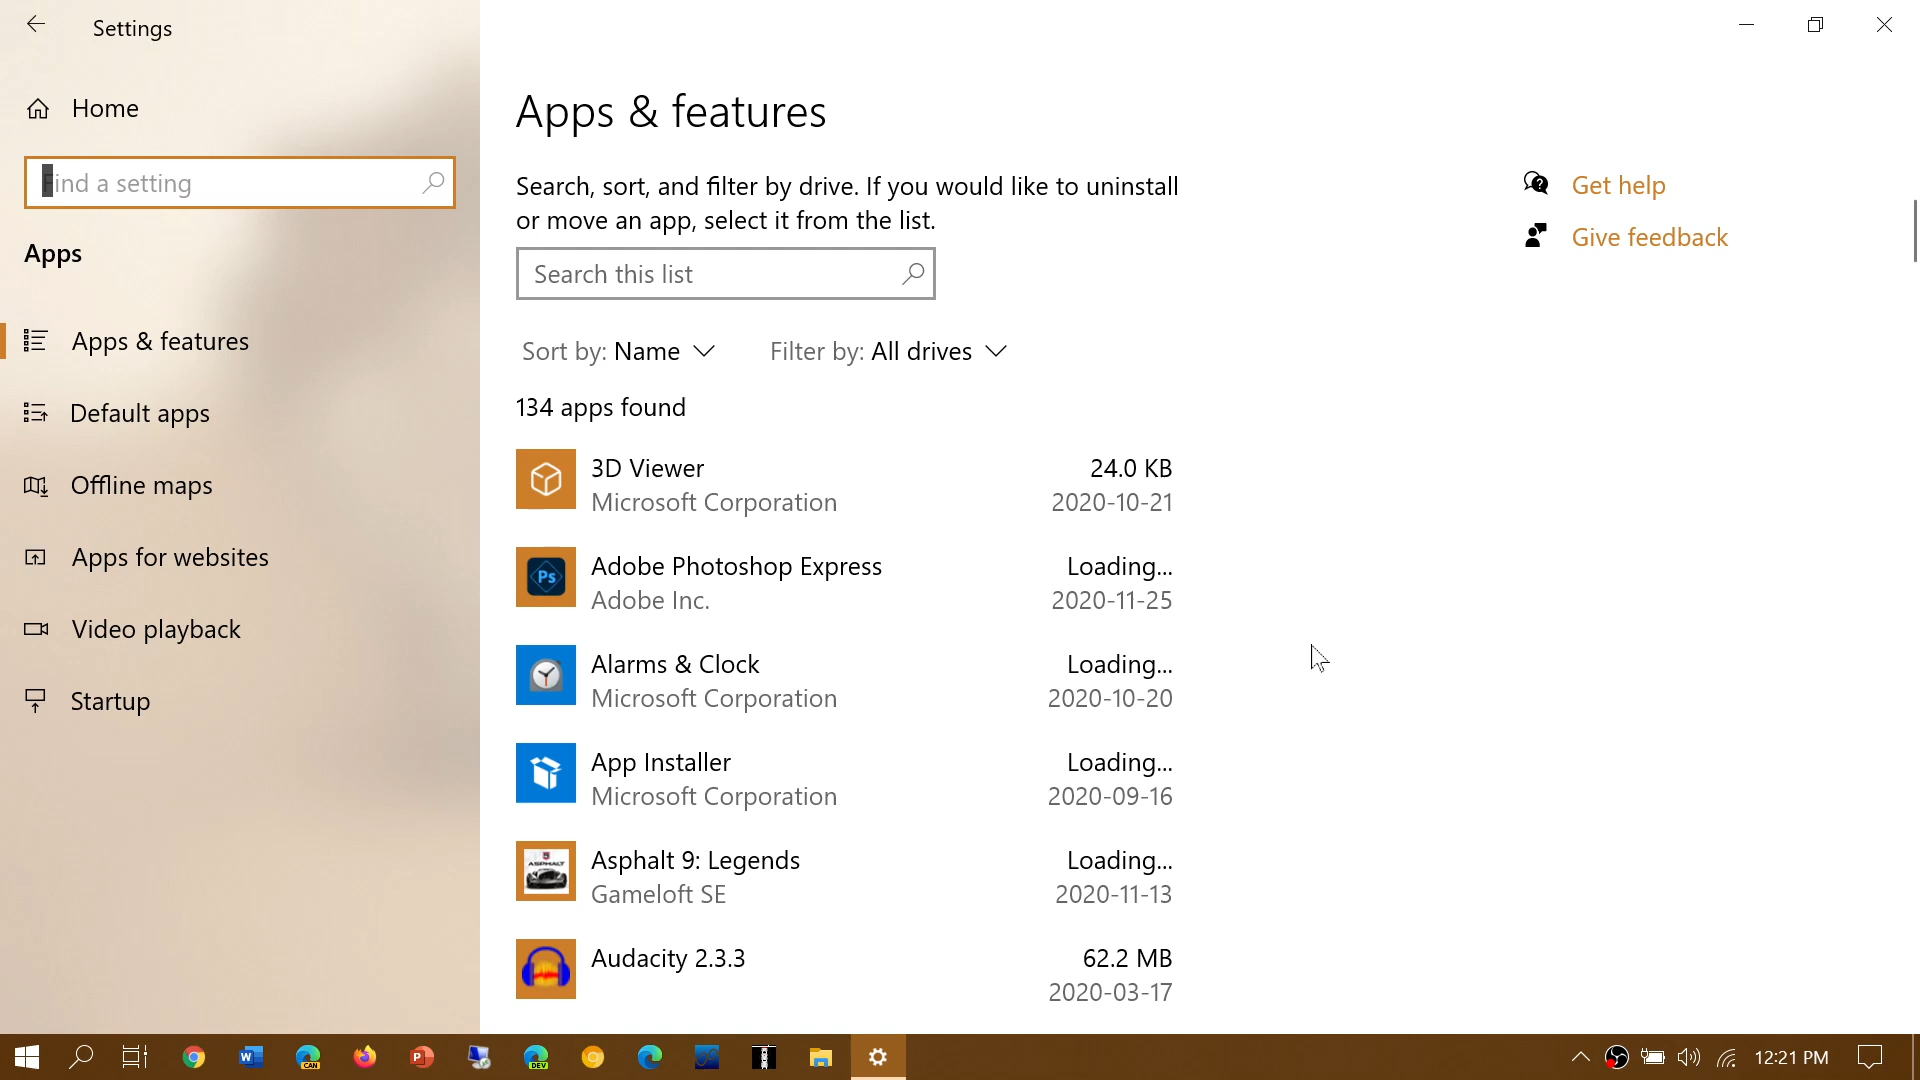 Settings
Home
Find a setting
Apps
Apps & features
Default apps
Offline maps
Apps for websites
Video playback
Startup
Apps & features
Search, sort, and filter by drive. If you would like to uninstall
or move an app, select it from the list.
Search this list
Sort by: Name
Filter by: All drives
134 apps found
3D Viewer
24.0 KB
Microsoft Corporation
2020-10-21
Ps
Adobe Photoshop Express
Loading...
Adobe Inc.
2020-11-25
Alarms & Clock
Loading...
Microsoft Corporation
2020-10-20
App Installer
Loading...
Microsoft Corporation
2020-09-16
ASPHALT
Asphalt 9: Legends
Loading...
Gameloft SE
2020-11-13
Audacity 2.3.3
62.2 MB
2020-03-17
Get help
Give feedback
W
CAN
P
DEV
12:21 PM